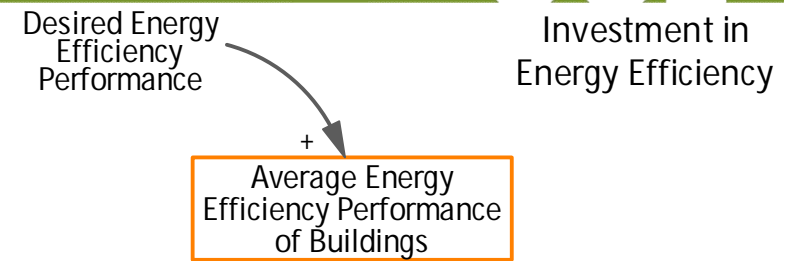 Desired Energy
Efficiency
Performance
Investment in
Energy Efficiency
+
Average Energy
Efficiency Performance
of Buildings